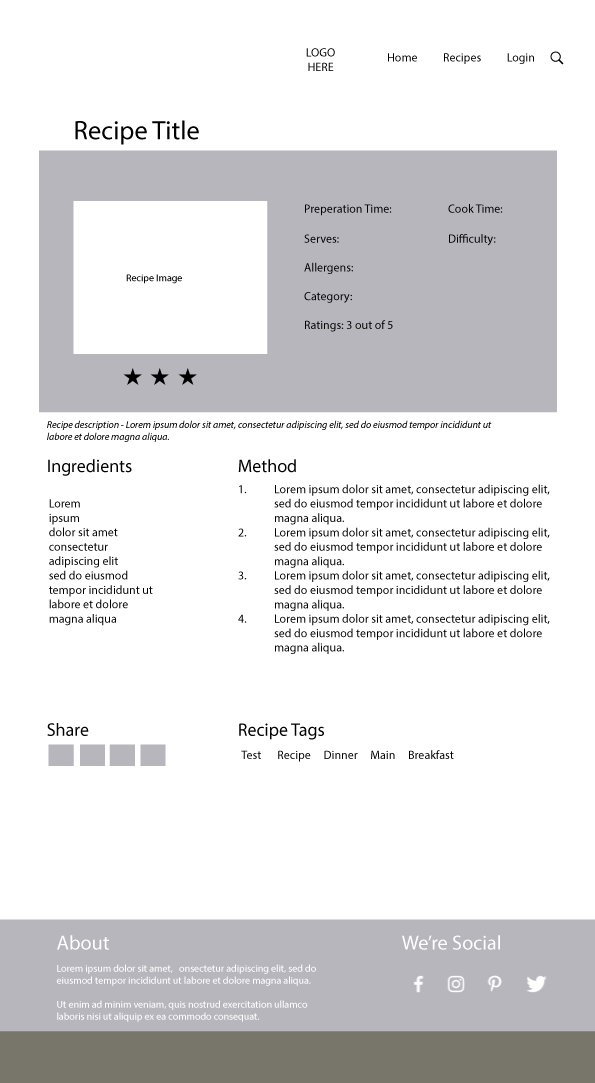 LOGO
HERE
Home Recipes Login
Recipe Title
Recipe Image
Preperation Time: Cook Time:
Serves: Difficulty:
Allergens:
Category:
Ratings: 3 out of 5
Recipe description - Lorem ipsum dolor sit amet, consectetur adipiscing elit, sed do eiusmod tempor incididunt ut
labore et dolore magna aliqua.
Ingredients
Lorem
ipsum
dolor sit amet
consectetur
adipiscing elit
sed do eiusmod
tempor incididunt ut
labore et dolore
magna aliqua
Method
1. Lorem ipsum dolor sit amet, consectetur adipiscing elit,
sed do eiusmod tempor incididunt ut labore et dolore
magna aliqua.
2. Lorem ipsum dolor sit amet, consectetur adipiscing elit,
sed do eiusmod tempor incididunt ut labore et dolore
magna aliqua.
3. Lorem ipsum dolor sit amet, consectetur adipiscing elit,
sed do eiusmod tempor incididunt ut labore et dolore
magna aliqua.
4. Lorem ipsum dolor sit amet, consectetur adipiscing elit,
sed do eiusmod tempor incididunt ut labore et dolore
magna aliqua.
Share
Recipe Tags
Test Recipe Dinner Main Breakfast
About
Lorem ipsum dolor sit amet, onsectetur adipiscing elit, sed do
eiusmod tempor incididunt ut labore et dolore magna aliqua.
Ut enim ad minim veniam, quis nostrud exercitation ullamco
laboris nisi ut aliquip ex ea commodo consequat.
We're Social